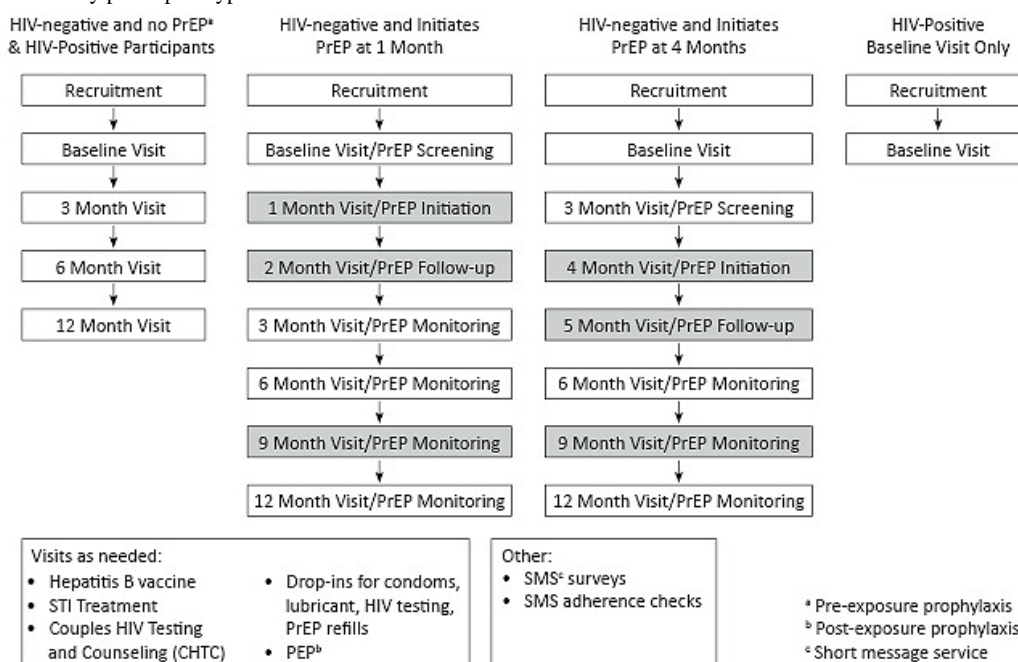 HIV-negative and no PrEPª
& HIV-Positive Participants
Recruitment
Baseline Visit
3 Month Visit
6 Month Visit
12 Month Visit
HIV-negative and Initiates
PrEP at 1 Month
Recruitment
Baseline Visit/PrEP Screening
1 Month Visit/PrEP Initiation
2 Month Visit/PrEP Follow-up
3 Month Visit/PrEP Monitoring
6 Month Visit/PrEP Monitoring
9 Month Visit/PrEP Monitoring
12 Month Visit/PrEP Monitoring
HIV-negative and Initiates
PrEP at 4 Months
Recruitment
Baseline Visit
3 Month Visit/PrEP Screening
4 Month Visit/PrEP Initiation
5 Month Visit/PrEP Follow-up
6 Month Visit/PrEP Monitoring
9 Month Visit/PrEP Monitoring
12 Month Visit/PrEP Monitoring
HIV-Positive
Baseline Visit Only
Recruitment
Baseline Visit
Visits as needed:
• Hepatitis B vaccine
• STI Treatment
• Couples HIV Testing
and Counseling (CHTC)
• Drop-ins for condoms,
lubricant, HIV testing,
PrEP refills
• PEPᵇ
Other:
• SMSᶜ surveys
• SMS adherence checks
ª Pre-exposure prophylaxis
ᵇ Post-exposure prophylaxis
ᶜ Short message service